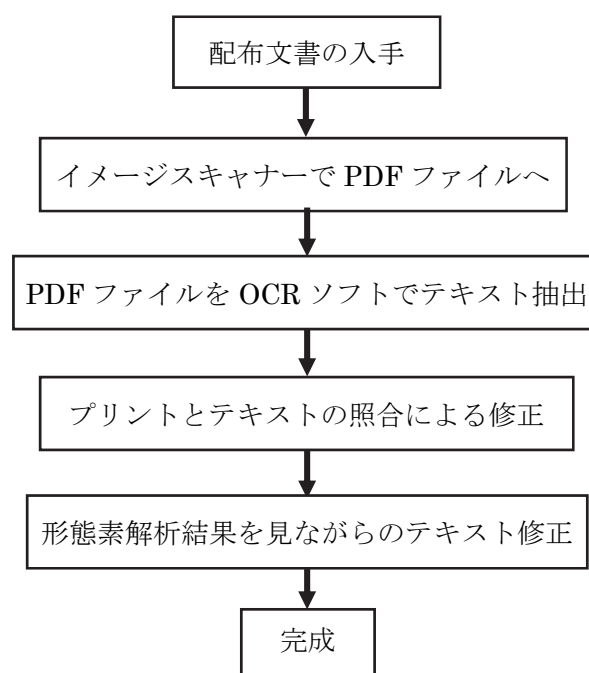 配布文書の入手
イメージスキャナーで PDF ファイルへ
PDF ファイルを OCR ソフトでテキスト抽出
プリントとテキストの照合による修正
形態素解析結果を見ながらのテキスト修正
完成